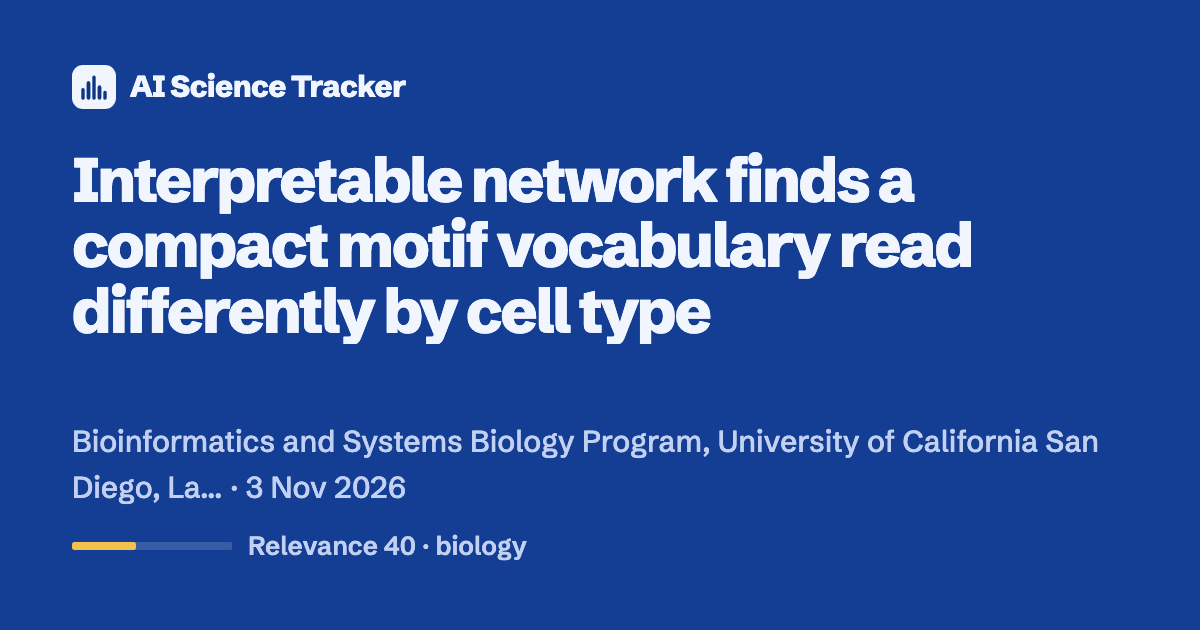 AI Science Tracker
Interpretable network finds a
compact motif vocabulary read
differently by cell type
Bioinformatics and Systems Biology Program, University of California San
Diego, La... · 3 Nov 2026
Relevance 40 · biology